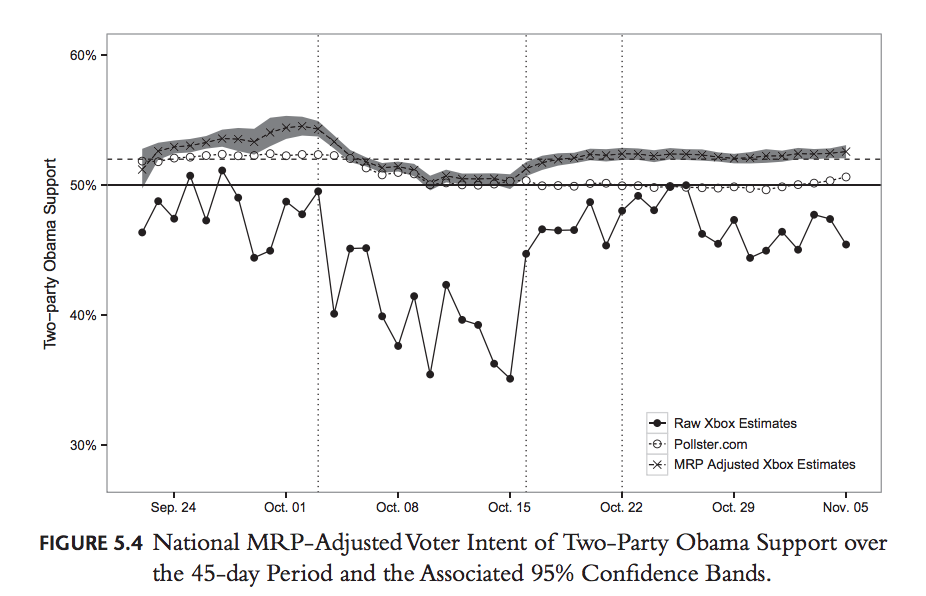 60%
50%
40%
30%
Two-party Obama Support
Raw Xbox Estimates
Pollster.com
MRP Adjusted Xbox Estimates
Sep. 24
Oct. 01
Oct. 08
Oct. 15
Oct. 22
Oct. 29
Nov. 05
FIGURE 5.4 National MRP-Adjusted Voter Intent of Two-Party Obama Support over
the 45-day Period and the Associated 95% Confidence Bands.